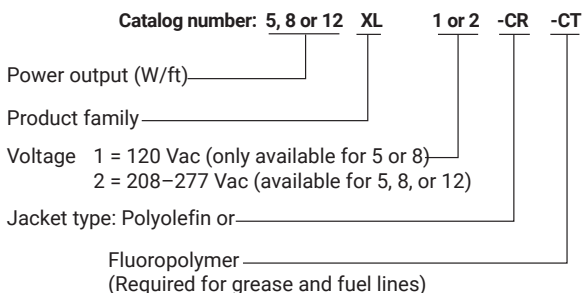 Catalog number: 5, 8 or 12 XL 1 or 2 -CR -CT
Power output (W/ft)
Product family
Voltage 1 = 120 Vac (only available for 5 or 8)
2 = 208–277 Vac (available for 5, 8, or 12)
Jacket type: Polyolefin or
Fluoropolymer
(Required for grease and fuel lines)